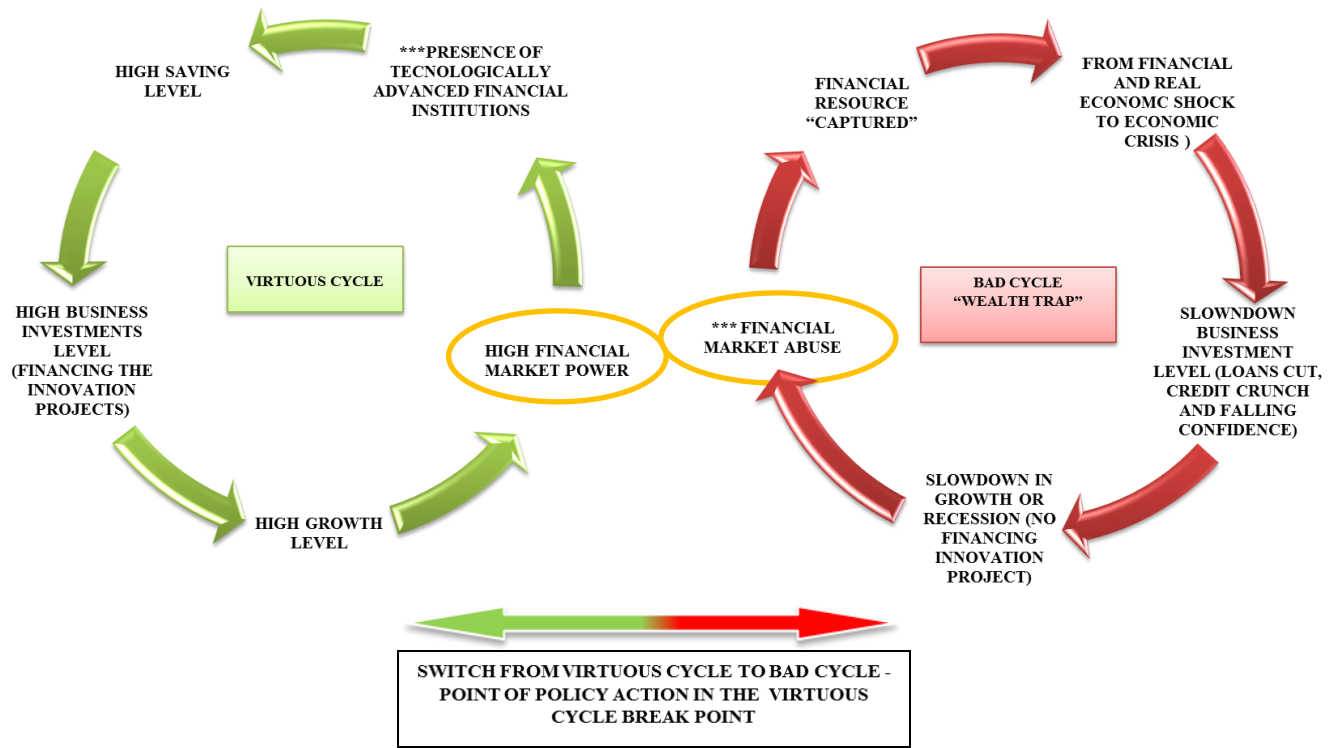 ***PRESENCE OF
TECNOLOGICALLY
ADVANCED FINANCIAL
INSTITUTIONS
HIGH SAVING
LEVEL
HIGH BUSINESS
INVESTMENTS
LEVEL
(FINANCING THE
INNOVATION
PROJECTS)
HIGH GROWTH
LEVEL
HIGH FINANCIAL
MARKET POWER
VIRTUOUS CYCLE
*** FINANCIAL
MARKET ABUSE
FINANCIAL
RESOURCE
“CAPTURED”
FROM FINANCIAL
AND REAL
ECONOMC SHOCK
TO ECONOMIC
CRISIS )
SLOWNDOWN
BUSINESS
INVESTMENT
LEVEL (LOANS CUT,
CREDIT CRUNCH
AND FALLING
CONFIDENCE)
SLOWDOWN IN
GROWTH OR
RECESSION (NO
FINANCING
INNOVATION
PROJECT)
BAD CYCLE
“WEALTH TRAP”
SWITCH FROM VIRTUOUS CYCLE TO BAD CYCLE -
POINT OF POLICY ACTION IN THE VIRTUOUS
CYCLE BREAK POINT